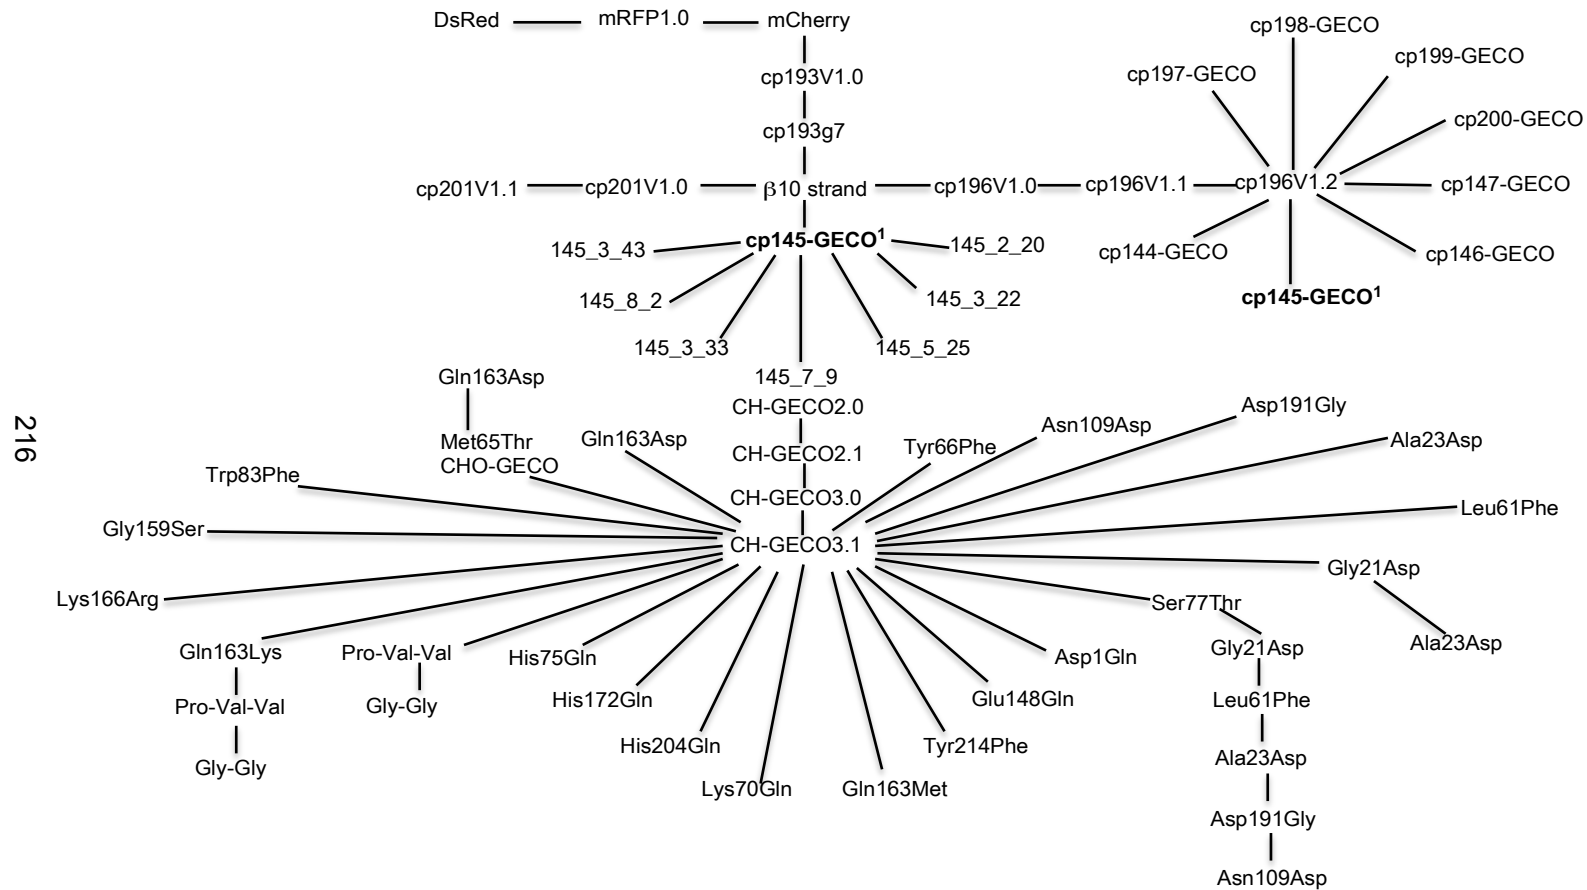 DsRed
mRFP1.0
mCherry
cp198-GECO
cp199-GECO
cp197-GECO
cp193V1.0
cp200-GECO
cp193g7
cp201V1.1
cp201V1.0
β10 strand
cp196V1.0
cp196V1.1
cp196V1.2
cp147-GECO
145_3_43
cp145-GECO¹
145_2_20
cp144-GECO
cp146-GECO
145_8_2
145_3_22
cp145-GECO¹
145_3_33
145_5_25
145_7_9
CH-GECO2.0
Gln163Asp
Met65Thr
CHO-GECO
Gln163Asp
CH-GECO2.1
Tyr66Phe
Asn109Asp
Asp191Gly
Ala23Asp
216
Trp83Phe
CH-GECO3.0
Leu61Phe
Gly159Ser
CH-GECO3.1
Gly21Asp
Lys166Arg
Ser77Thr
Ala23Asp
Gln163Lys
Pro-Val-Val
His75Gln
Asp1Gln
Gly21Asp
Pro-Val-Val
Gly-Gly
His172Gln
Glu148Gln
Leu61Phe
Gly-Gly
His204Gln
Tyr214Phe
Ala23Asp
Lys70Gln
Gln163Met
Asp191Gly
Asn109Asp